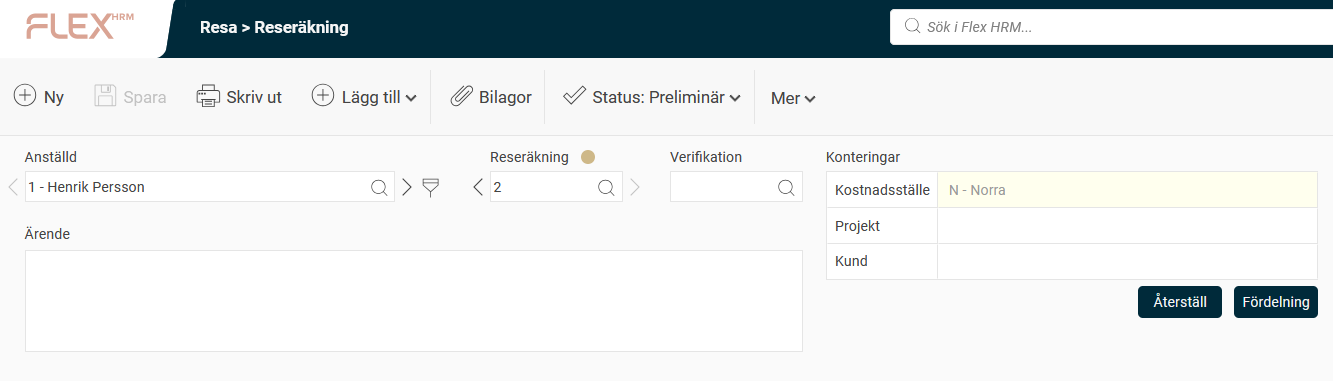 FLEX HRM
Resa > Reseräkning
Sök i Flex HRM...
Ny
Spara
Skriv ut
Lägg till
Bilagor
Status: Preliminär
Mer
Anställd
Reseräkning
Verifikation
Konteringar
1 - Henrik Persson
2
Kostnadsställe
N - Norra
Projekt
Kund
Ärende
Återställ
Fördelning